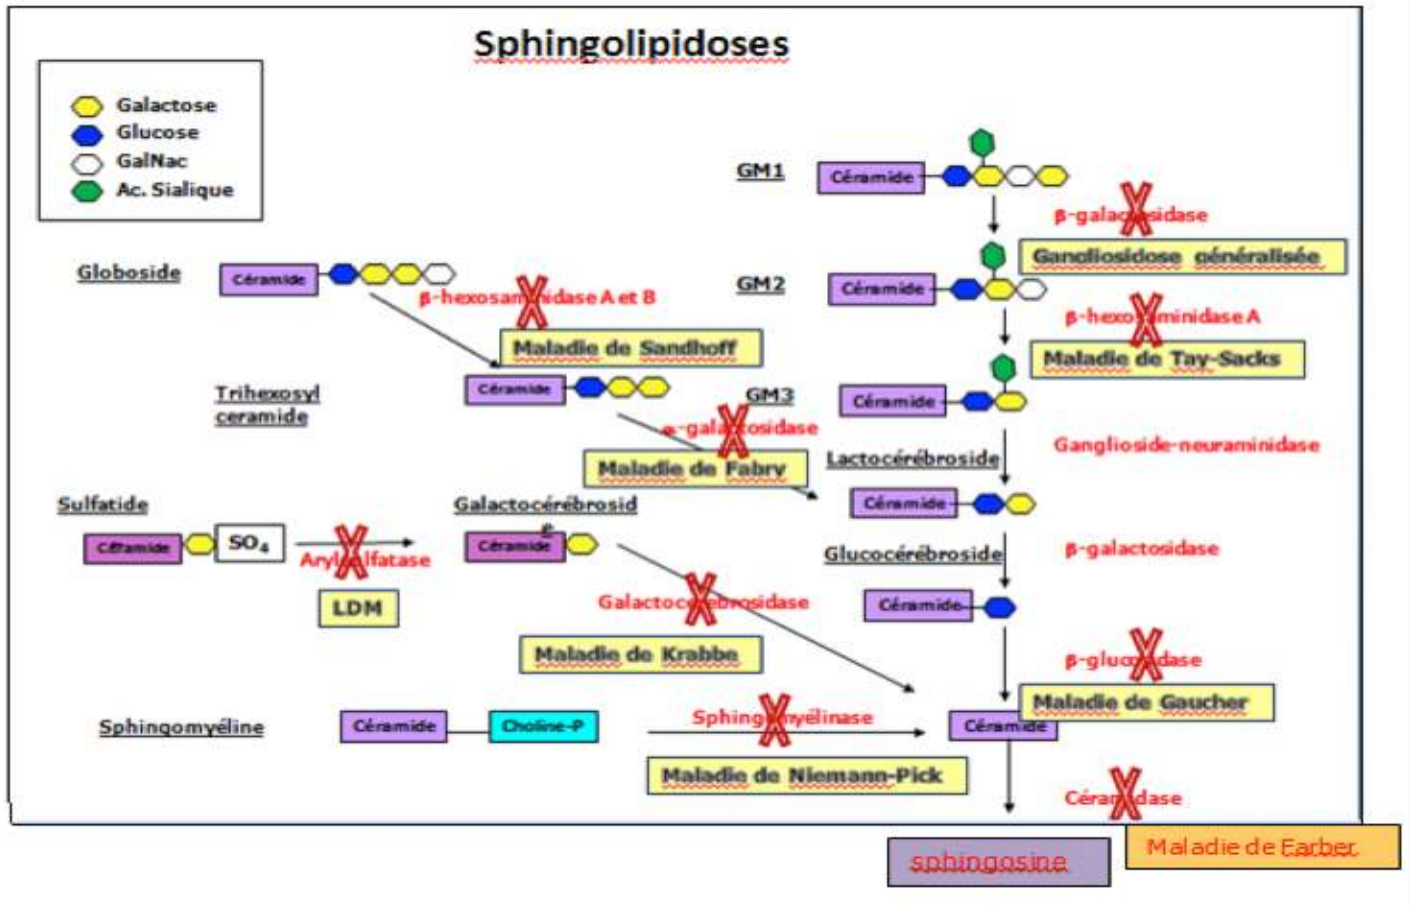 Sphingolipidoses
Galactose
Glucose
GalNac
Ac. Sialique
GM1
Céramide
β-galactosidase
Gangliosidose généralisée
Globoside
Céramide
β-hexosaminidase A et B
Maladie de Sandhoff
GM2
Céramide
β-hexosaminidase A
Maladie de Tay-Sacks
Trihexosyl
ceramide
Céramide
GM3
Céramide
α-galactosidase
Maladie de Fabry
Ganglioside-neuraminidase
Lactocérébroside
Céramide
Sulfatide
Céramide
SO4
Arylsulfatase
LDM
Galactocérébrosid
e
Céramide
Galactocérébrosidase
Maladie de Krabbe
β-galactosidase
Glucocérébroside
Céramide
β-glucosidase
Maladie de Gaucher
Sphingomyéline
Céramide
Choline-P
Sphingomyélinase
Maladie de Niemann-Pick
Céramide
Céramidase
sphingosine
Maladie de Farber